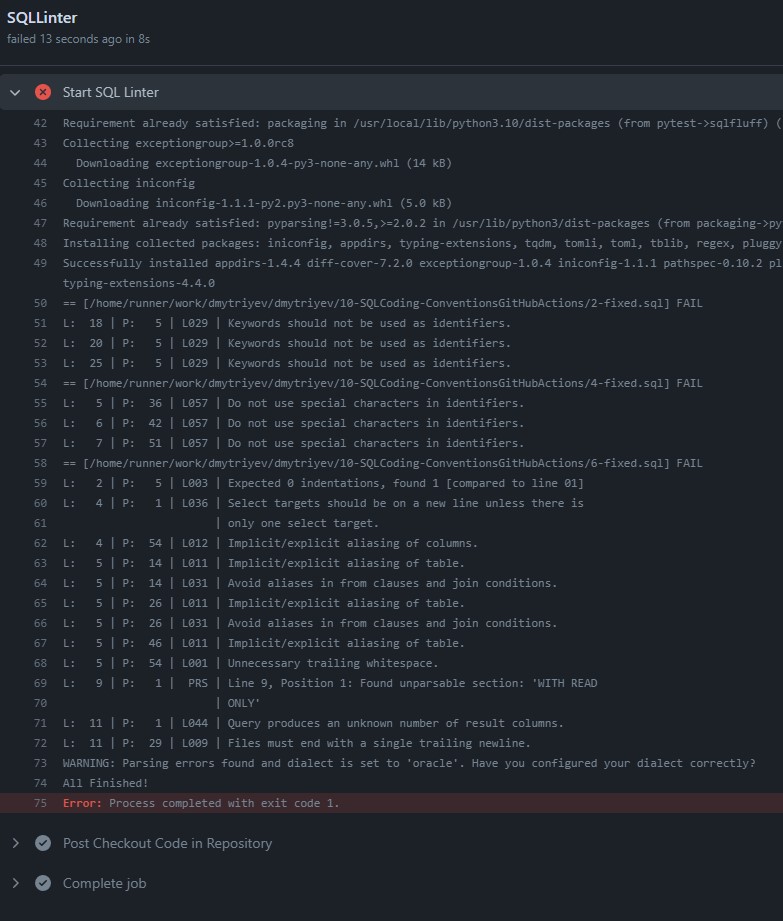 SQLLinter
failed 13 seconds ago in 8s
Start SQL Linter
42 Requirement already satisfied: packaging in /usr/local/lib/python3.10/dist-packages (from pytest->sqlfluff) (
43 Collecting exceptiongroup>=1.0.0rc8
44   Downloading exceptiongroup-1.0.4-py3-none-any.whl (14 kB)
45 Collecting iniconfig
46   Downloading iniconfig-1.1.1-py2.py3-none-any.whl (5.0 kB)
47 Requirement already satisfied: pyparsing!=3.0.5,>=2.0.2 in /usr/lib/python3/dist-packages (from packaging->py
48 Installing collected packages: iniconfig, appdirs, typing-extensions, tqdm, tomli, toml, tblib, regex, pluggy
49 Successfully installed appdirs-1.4.4 diff-cover-7.2.0 exceptiongroup-1.0.4 iniconfig-1.1.1 pathspec-0.10.2 pl
typing-extensions-4.4.0
50 == [/home/runner/work/dmytriyev/dmytriyev/10-SQLCoding-ConventionsGitHubActions/2-fixed.sql] FAIL
51 L:  18 | P:   5 | L029 | Keywords should not be used as identifiers.
52 L:  20 | P:   5 | L029 | Keywords should not be used as identifiers.
53 L:  25 | P:   5 | L029 | Keywords should not be used as identifiers.
54 == [/home/runner/work/dmytriyev/dmytriyev/10-SQLCoding-ConventionsGitHubActions/4-fixed.sql] FAIL
55 L:   5 | P:  36 | L057 | Do not use special characters in identifiers.
56 L:   6 | P:  42 | L057 | Do not use special characters in identifiers.
57 L:   7 | P:  51 | L057 | Do not use special characters in identifiers.
58 == [/home/runner/work/dmytriyev/dmytriyev/10-SQLCoding-ConventionsGitHubActions/6-fixed.sql] FAIL
59 L:   2 | P:   5 | L003 | Expected 0 indentations, found 1 [compared to line 01]
60 L:   4 | P:   1 | L036 | Select targets should be on a new line unless there is
61                        | only one select target.
62 L:   4 | P:  54 | L012 | Implicit/explicit aliasing of columns.
63 L:   5 | P:  14 | L011 | Implicit/explicit aliasing of table.
64 L:   5 | P:  14 | L031 | Avoid aliases in from clauses and join conditions.
65 L:   5 | P:  26 | L011 | Implicit/explicit aliasing of table.
66 L:   5 | P:  26 | L031 | Avoid aliases in from clauses and join conditions.
67 L:   5 | P:  46 | L011 | Implicit/explicit aliasing of table.
68 L:   5 | P:  54 | L001 | Unnecessary trailing whitespace.
69 L:   9 | P:   1 |  PRS | Line 9, Position 1: Found unparsable section: 'WITH READ
70                        | ONLY'
71 L:  11 | P:   1 | L044 | Query produces an unknown number of result columns.
72 L:  11 | P:  29 | L009 | Files must end with a single trailing newline.
73 WARNING: Parsing errors found and dialect is set to 'oracle'. Have you configured your dialect correctly?
74 All Finished!
75 Error: Process completed with exit code 1.
Post Checkout Code in Repository
Complete job